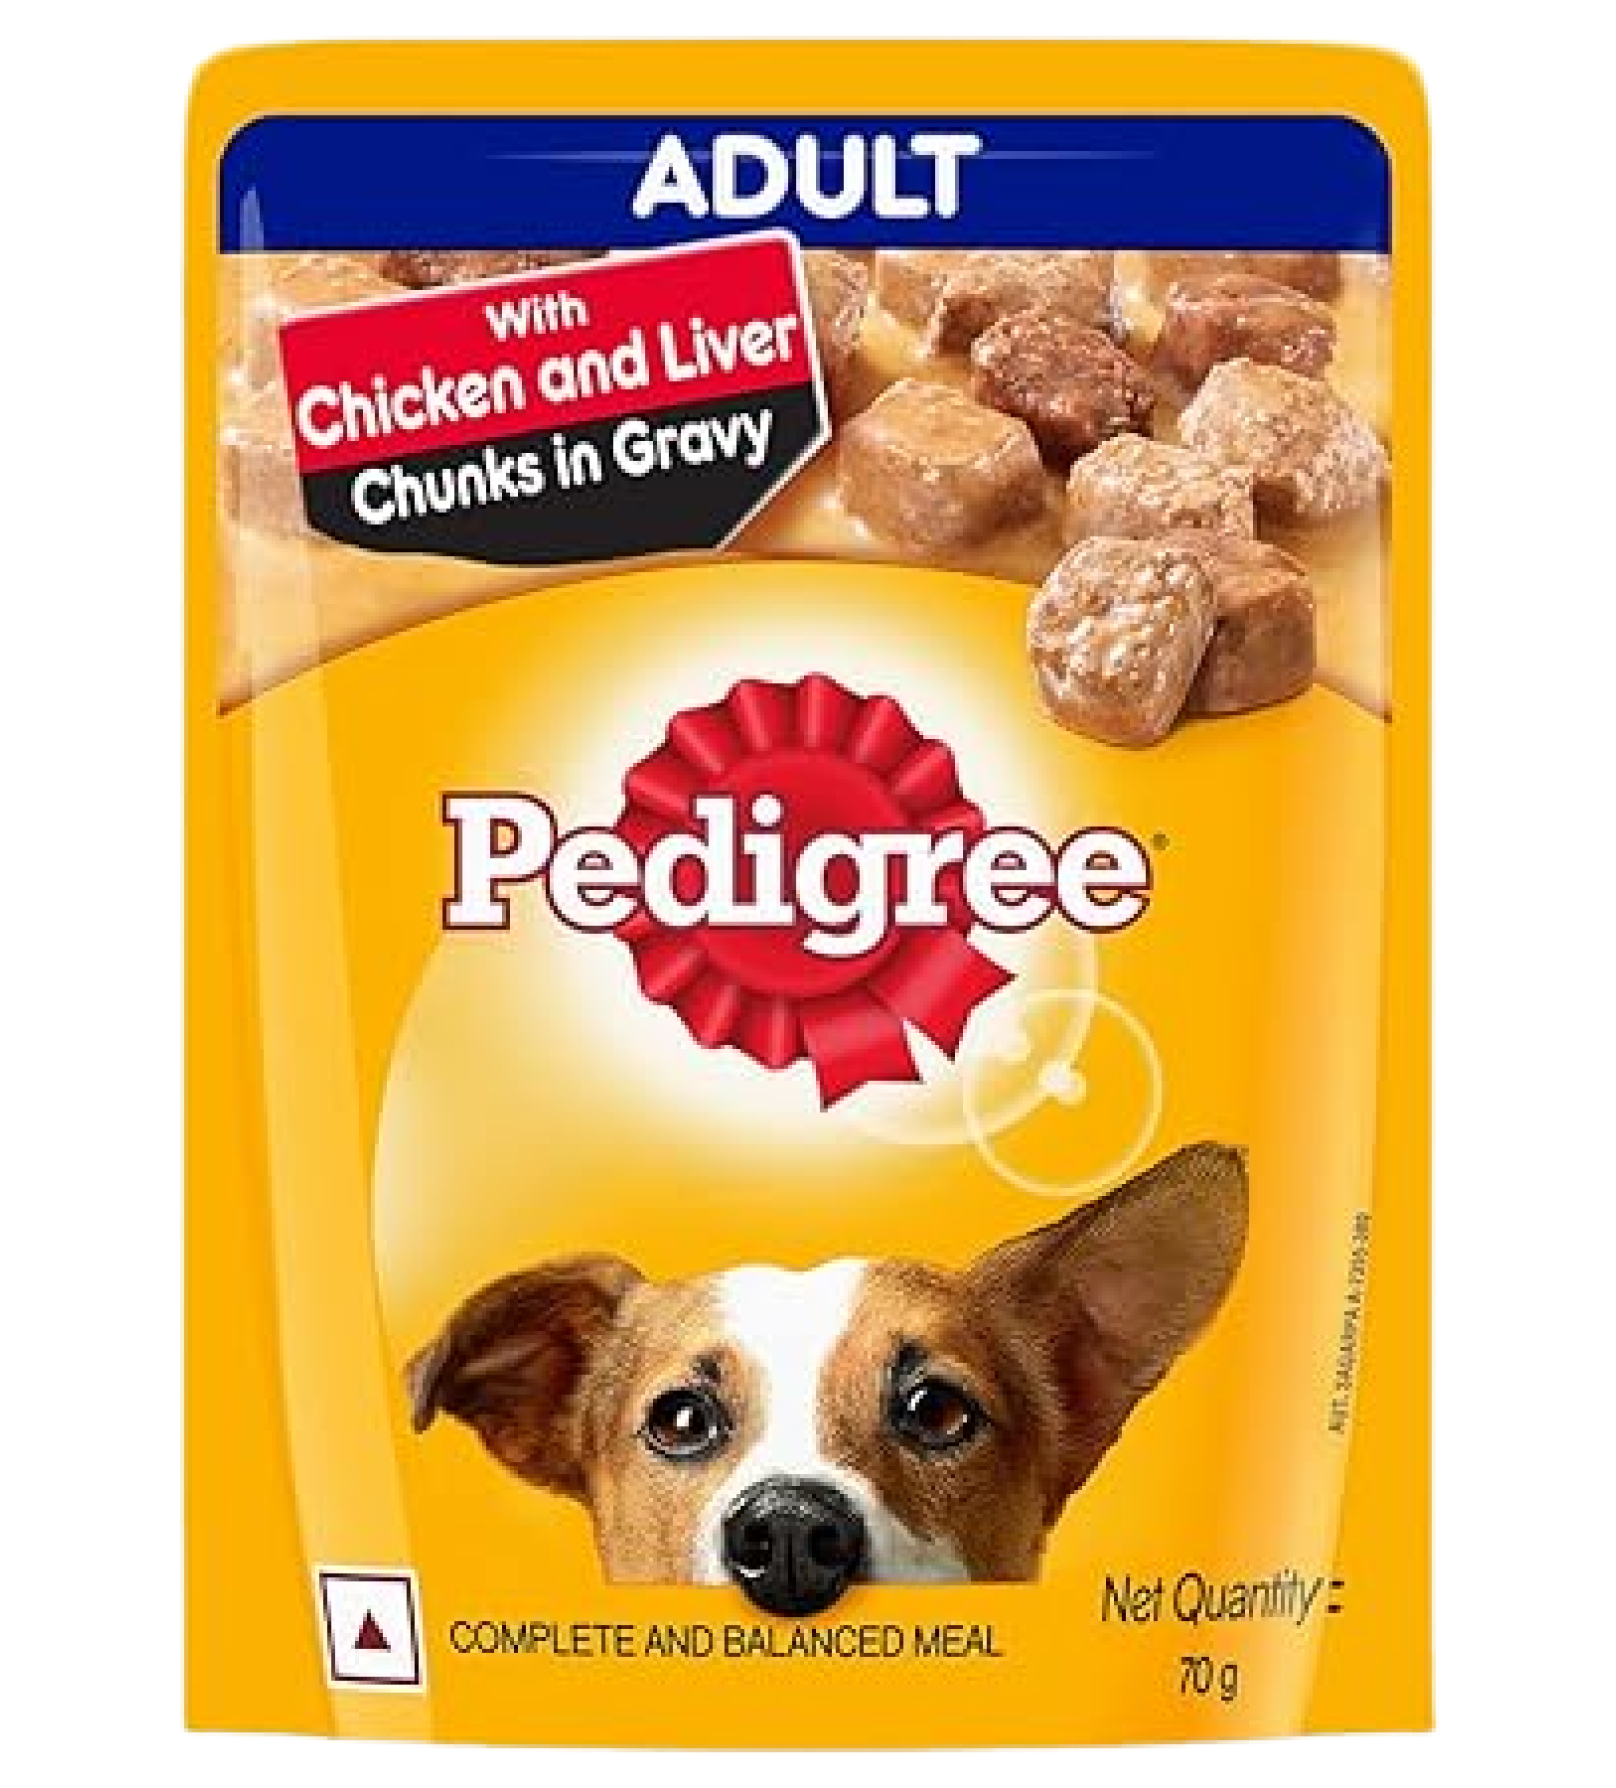 ADULT
With
Chicken and Liver
Chunks in Gravy
Pedigree
COMPLETE AND BALANCED MEAL
Net Quantity:
70 g